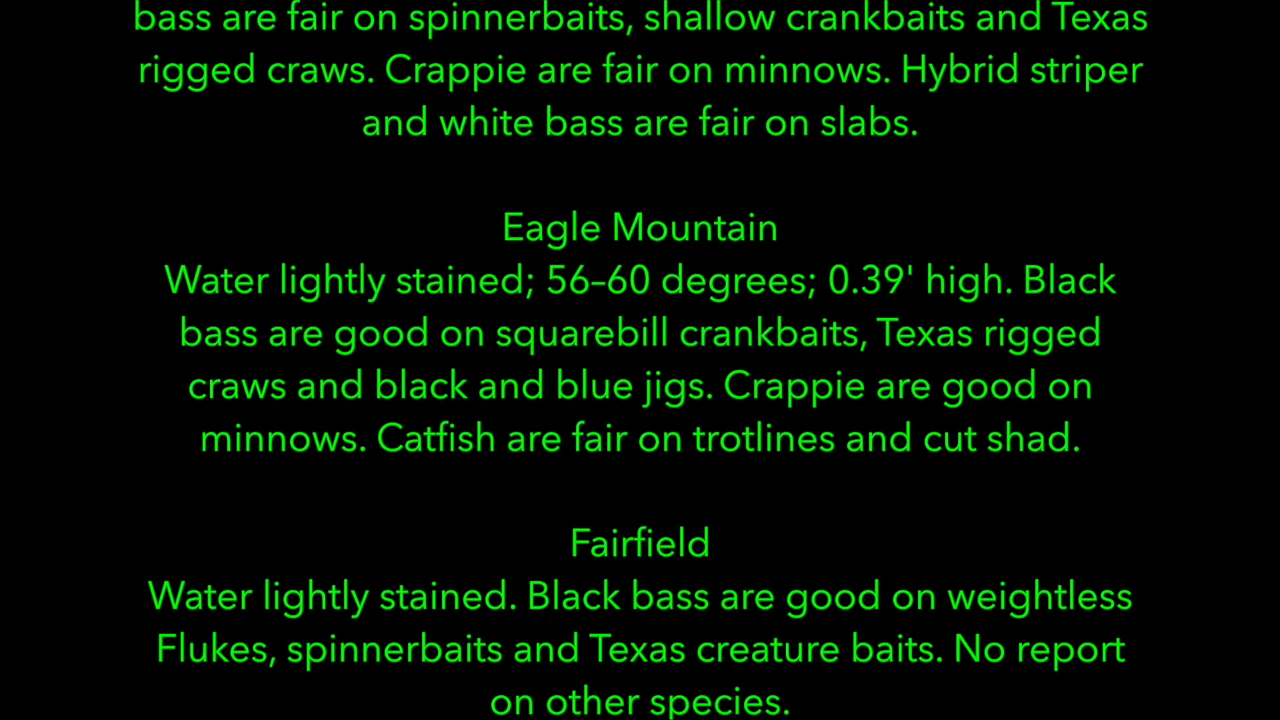 bass are fair on spinnerbaits, shallow crankbaits and Texas
rigged craws. Crappie are fair on minnows. Hybrid striper
and white bass are fair on slabs.
Eagle Mountain
Water lightly stained; 56–60 degrees; 0.39' high. Black
bass are good on squarebill crankbaits, Texas rigged
craws and black and blue jigs. Crappie are good on
minnows. Catfish are fair on trotlines and cut shad.
Fairfield
Water lightly stained. Black bass are good on weightless
Flukes, spinnerbaits and Texas creature baits. No report
on other species.